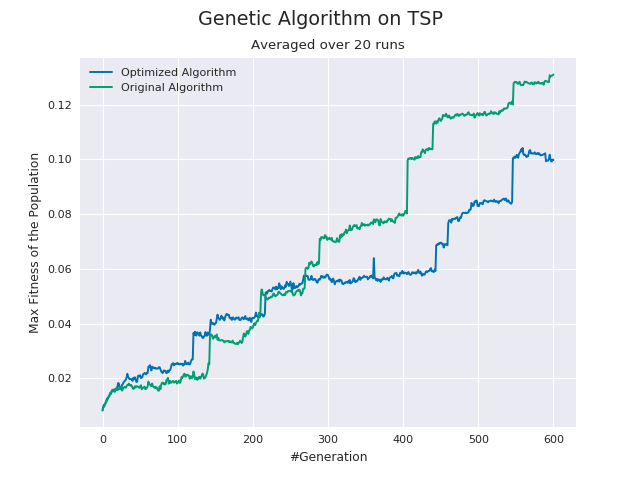 Genetic Algorithm on TSP
Averaged over 20 runs
Optimized Algorithm
Original Algorithm
Max Fitness of the Population
0.12
0.10
0.08
0.06
0.04
0.02
0 100 200 300 400 500 600
#Generation